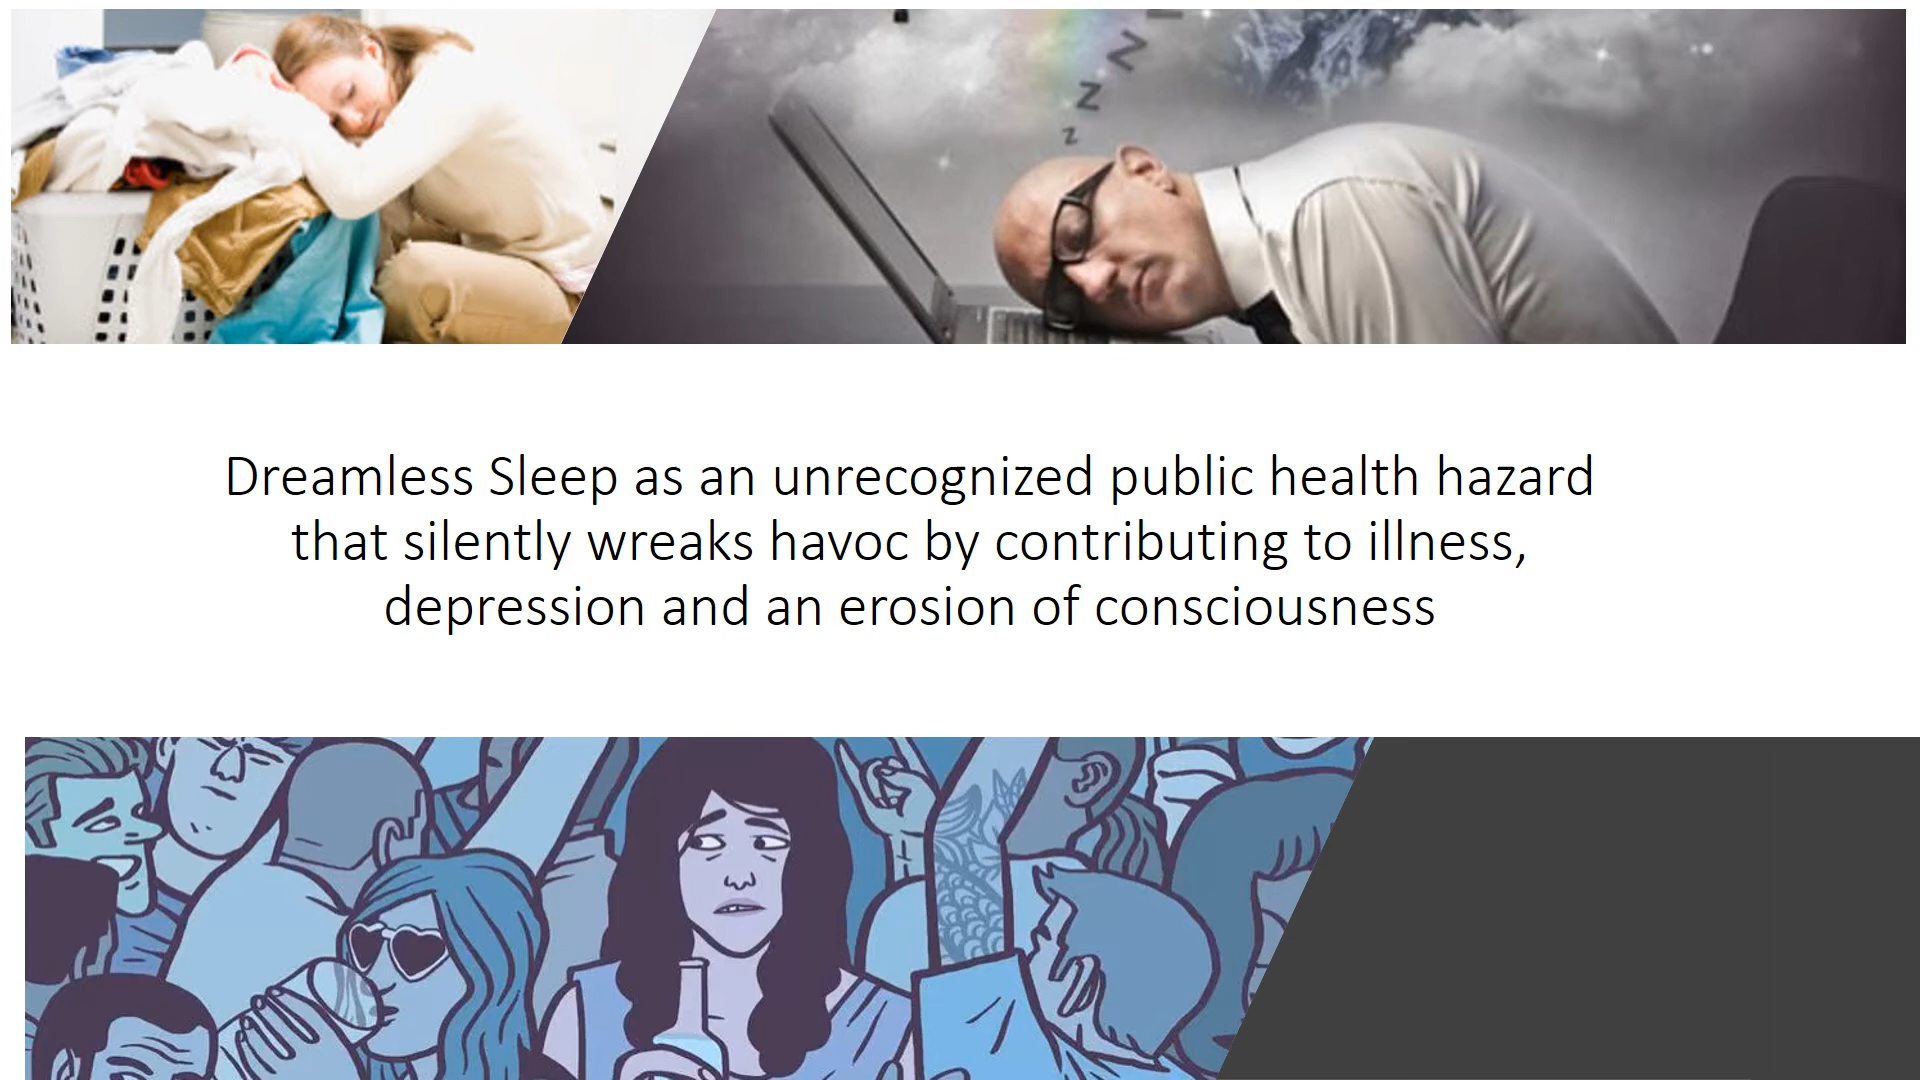 Z
Z
z
Dreamless Sleep as an unrecognized public health hazard
that silently wreaks havoc by contributing to illness,
depression and an erosion of consciousness